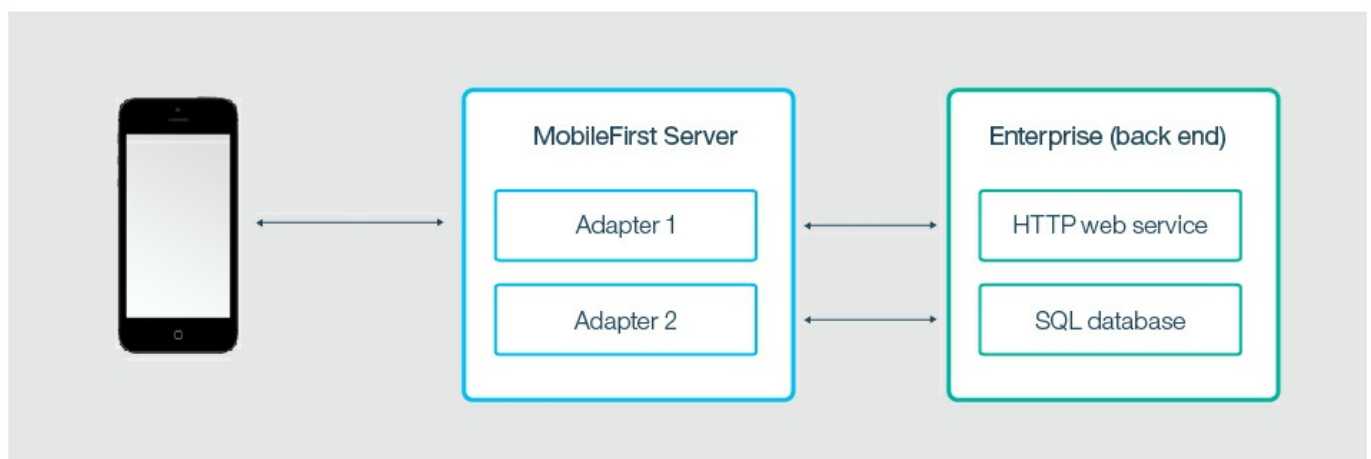 MobileFirst Server
Adapter 1
Adapter 2
Enterprise (back end)
HTTP web service
SQL database